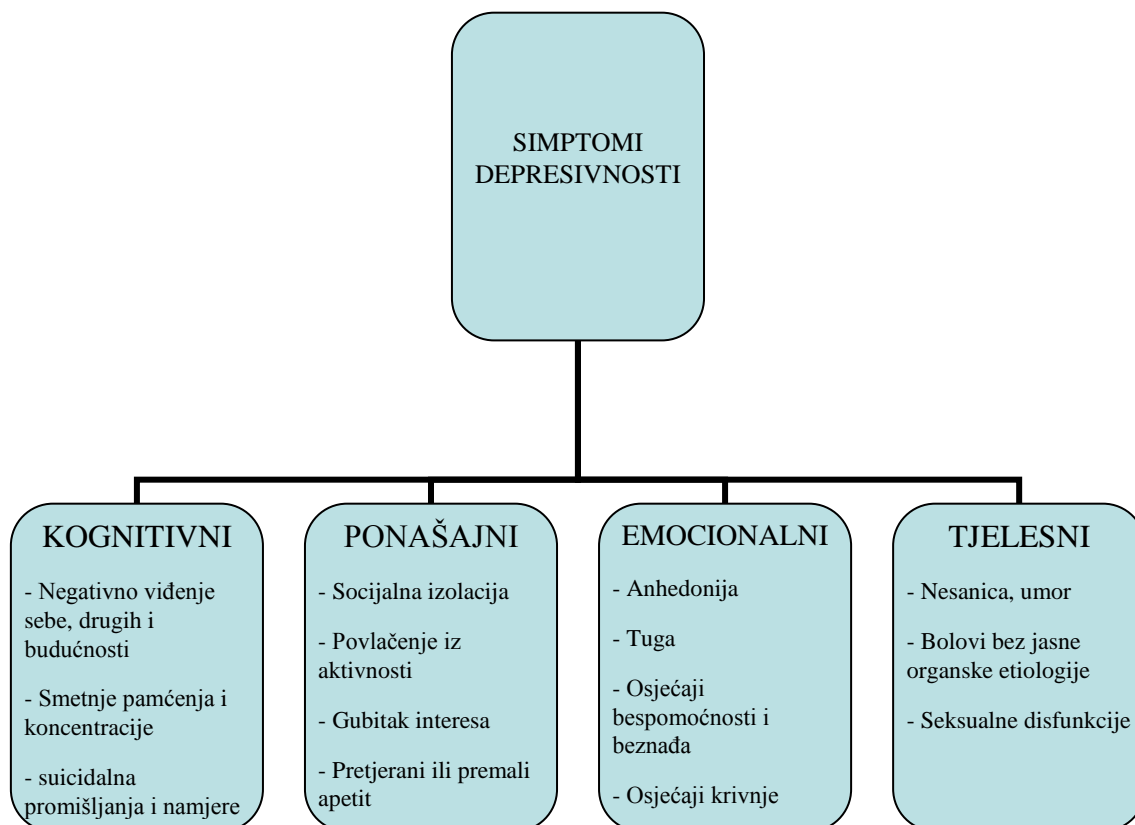 SIMPTOMI
DEPRESIVNOSTI
KOGNITIVNI
- Negativno viđenje
sebe, drugih i
budućnosti
- Smetnje pamćenja i
koncentracije
- suicidalna
promišljanja i namjere
PONAŠAJNI
- Socijalna izolacija
- Povlačenje iz
aktivnosti
- Gubitak interesa
- Pretjerani ili premali
apetit
EMOCIONALNI
- Anhedonija
- Tuga
- Osjećaji
bespomoćnosti i
beznađa
- Osjećaji krivnje
TJELESNI
- Nesanica, umor
- Bolovi bez jasne
organske etiologije
- Seksualne disfunkcije